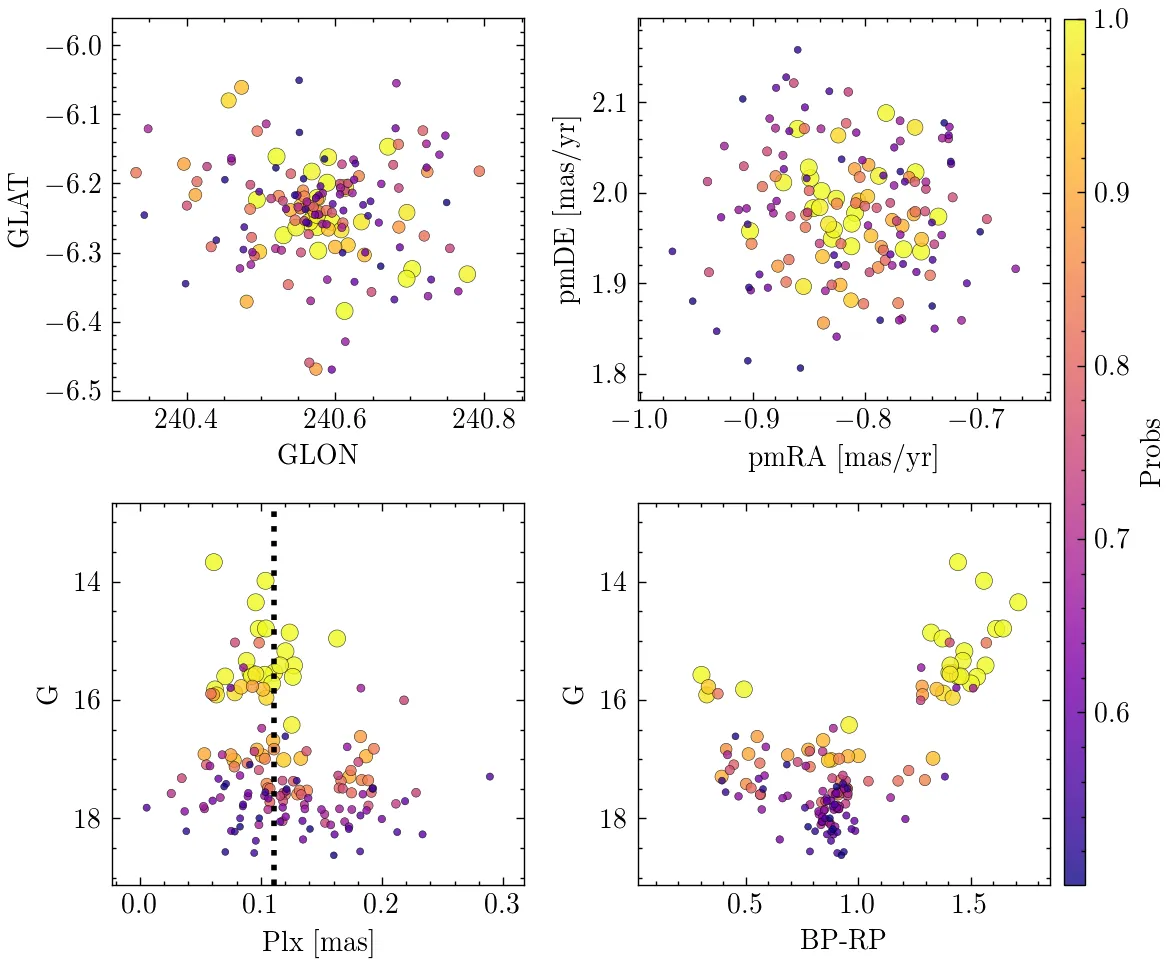 −6.0
−6.1
−6.2
−6.3
−6.4
−6.5
GLAT
240.4 240.6 240.8
GLON
2.1
2.0
1.9
1.8
pmDE [mas/yr]
−1.0 −0.9 −0.8 −0.7
pmRA [mas/yr]
1.0
0.9
0.8
0.7
0.6
Probs
14
16
18
G
0.0 0.1 0.2 0.3
Plx [mas]
14
16
18
G
0.5 1.0 1.5
BP-RP